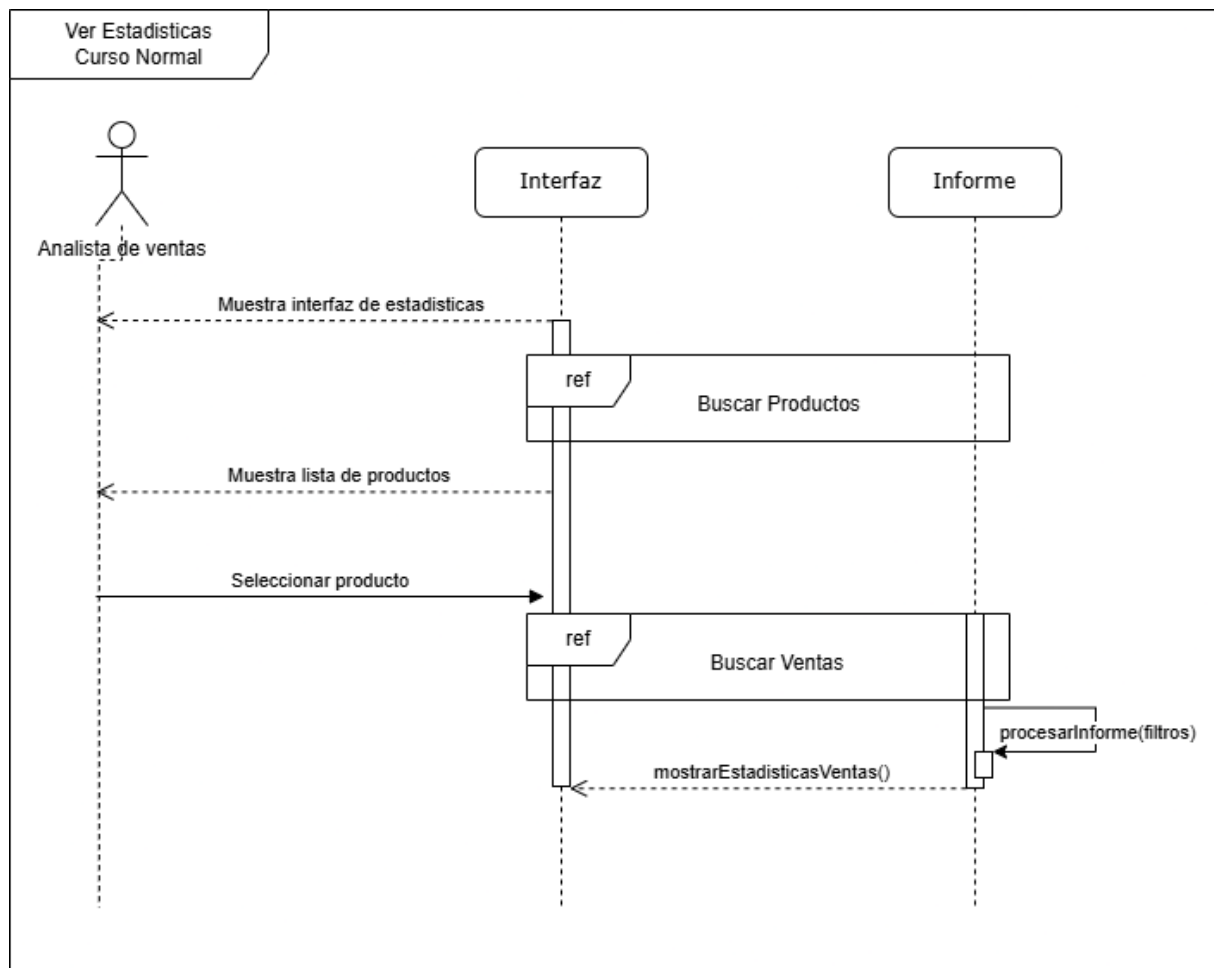 Ver Estadisticas
Curso Normal
Interfaz
Informe
Analista de ventas
Muestra interfaz de estadisticas
ref
Buscar Productos
Muestra lista de productos
Seleccionar producto
ref
Buscar Ventas
procesarInforme(filtros)
mostrarEstadisticasVentas()